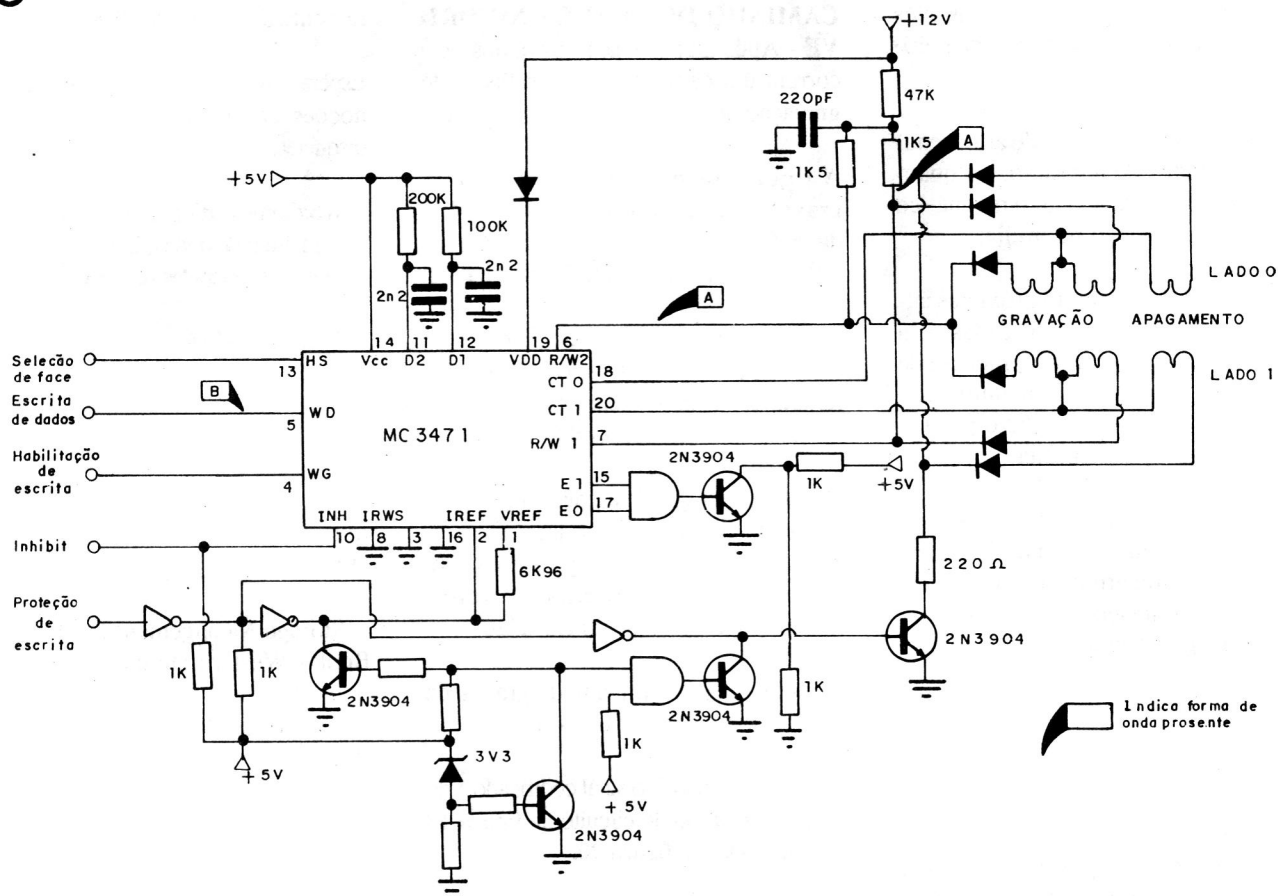 +12V
220pF
47K
1K5
A
1K5
+5V
200K
100K
2n2
2n2
LADO 0
GRAVAÇÃO
APAGAMENTO
A
LADO 1
Seleção
de face
13
HS
14
Vcc
11
D2
12
D1
19
VDD
6
R/W2
18
CT 0
B
Escrita
de dados
5
WD
20
CT 1
MC 3471
R/W 1
7
Habilitação
de
escrita
4
WG
2N3904
1K
+5V
E1
15
E0
17
INH
IRWS
IREF
VREF
10
8
3
16
2
1
Inhibit
6K96
220Ω
Proteção
de
escrita
2N3904
1K
1K
2N3904
2N3904
1K
1K
+5V
3V3
+5V
2N3904
Indica forma de
onda prosente